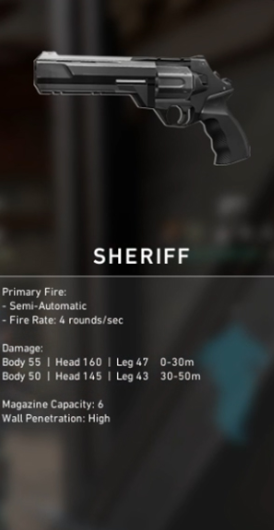 SHERIFF
Primary Fire:
- Semi-Automatic
- Fire Rate: 4 rounds/sec
Damage:
Body 55 | Head 160 | Leg 47 0-30m
Body 50 | Head 145 | Leg 43 30-50m
Magazine Capacity: 6
Wall Penetration: High